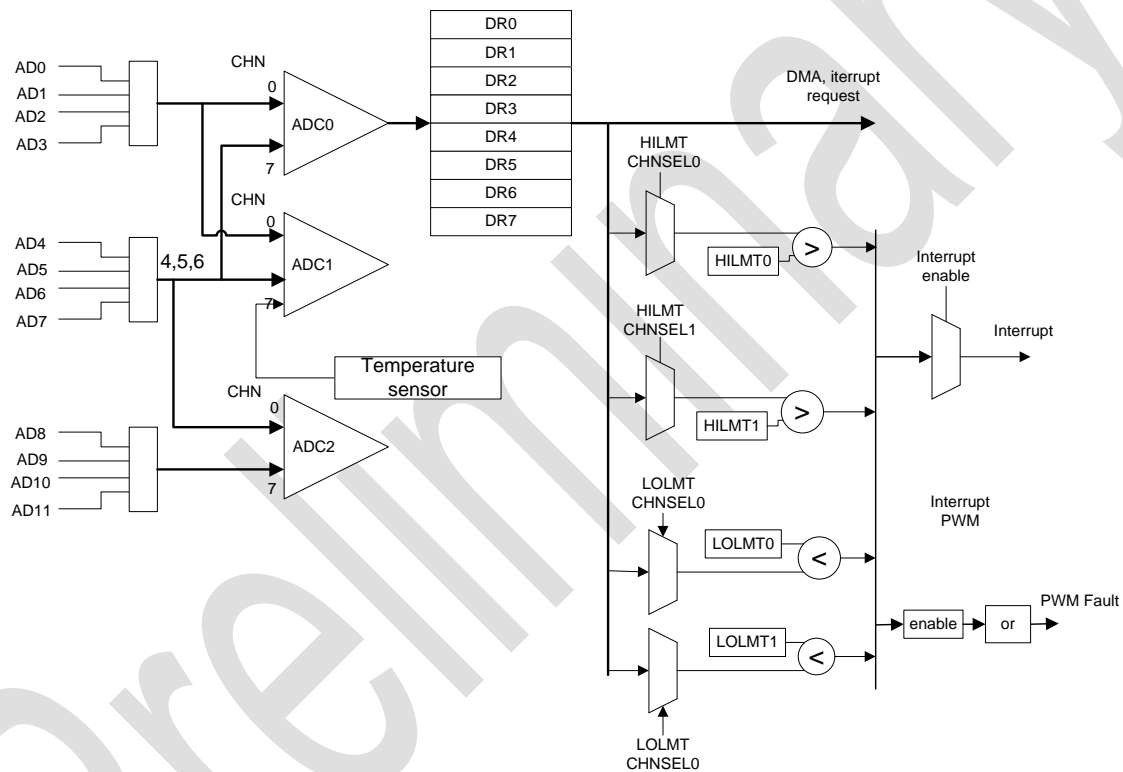 AD0
AD1
AD2
AD3
CHN
0
ADC0
7
DR0
DR1
DR2
DR3
DR4
DR5
DR6
DR7
DMA, iterrupt
request
AD4
AD5
AD6
AD7
4,5,6
CHN
0
ADC1
7
Temperature
sensor
AD8
AD9
AD10
AD11
CHN
0
ADC2
7
HILMT
CHNSEL0
HILMT0
>
HILMT
CHNSEL1
HILMT1
>
LOLMT
CHNSEL0
LOLMT0
<
LOLMT1
<
LOLMT
CHNSEL0
Interrupt
enable
Interrupt
Interrupt
PWM
enable
or
PWM Fault
Preliminary